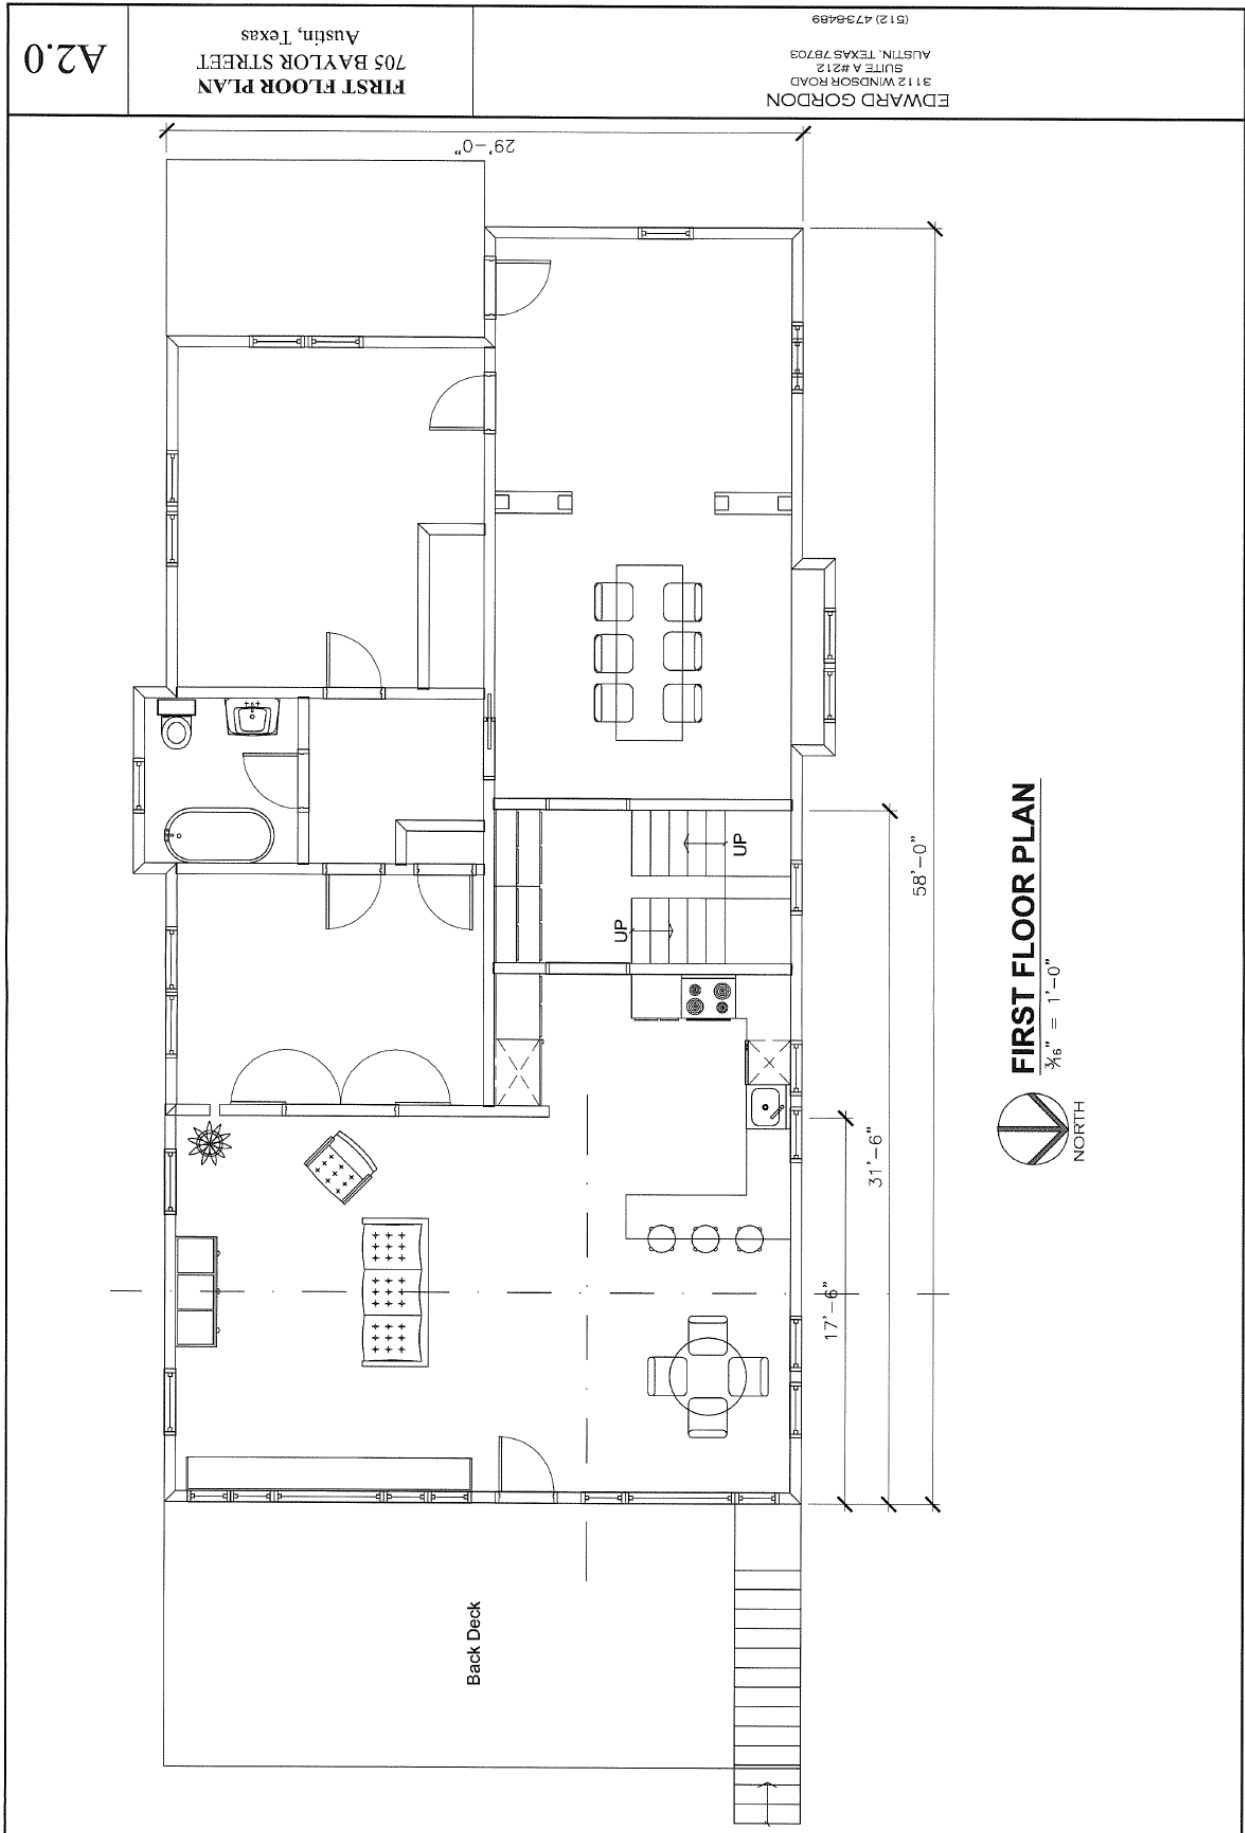 A2.0
FIRST FLOOR PLAN
705 BAYLOR STREET
Austin, Texas
EDWARD GORDON
3112 WINDSOR ROAD
SUITE A #212
AUSTIN, TEXAS 78703
(512) 473-8489
29'-0"
UP
UP
58'-0"
31'-6"
17'-6"
Back Deck
FIRST FLOOR PLAN
3/16" = 1'-0"
NORTH